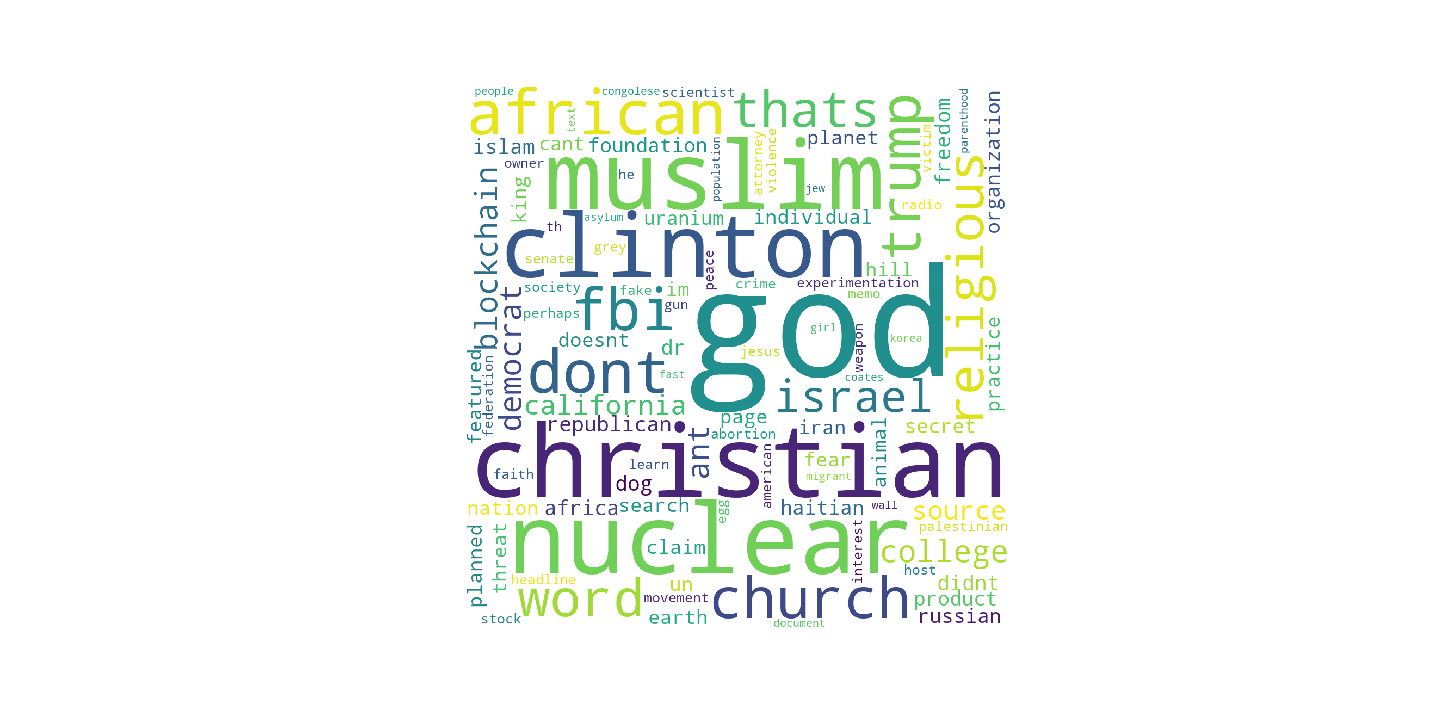 people
congolese
scientist
african
text
thats
trump
freedom
parenthood
organization
islam
cant
foundation
planet
attorney
violence
victim
owner
muslim
he
population
jew
king
blockchain
religious
radio
th
asylum
uranium
individual
clinton
grey
senate
peace
hill
society
fake
im
crime
experimentation
memo
democrat
perhaps
fbi
gun
god
girl
korea
doesnt
dr
jesus
weapon
practice
featured
federation
dont
fast
coates
israel
california
page
republican
ant
abortion
iran
animal
secret
christian
faith
learn
dog
american
fear
migrant
nation
africa
search
egg
haitian
wall
source
palestinian
planned
threat
nuclear
claim
interest
college
headline
word
un
movement
church
host
didnt
product
stock
earth
document
russian